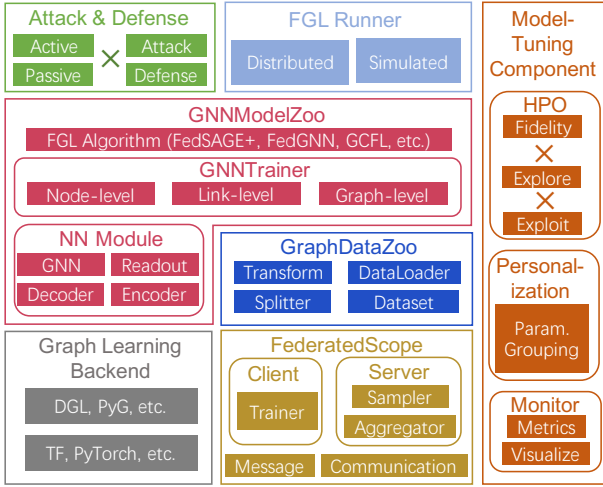 Attack & Defense
Active
Attack
×
Passive
Defense
FGL Runner
Distributed
Simulated
GNNModelZoo
FGL Algorithm (FedSAGE+, FedGNN, GCFL, etc.)
GNNTrainer
Node-level
Link-level
Graph-level
NN Module
GNN
Readout
Decoder
Encoder
GraphDataZoo
Transform
DataLoader
Splitter
Dataset
Graph Learning
Backend
DGL, PyG, etc.
TF, PyTorch, etc.
FederatedScope
Client
Trainer
Server
Sampler
Aggregator
Message
Communication
Model-
Tuning
Component
HPO
Fidelity
×
Explore
×
Exploit
Personal-
ization
Param.
Grouping
Monitor
Metrics
Visualize